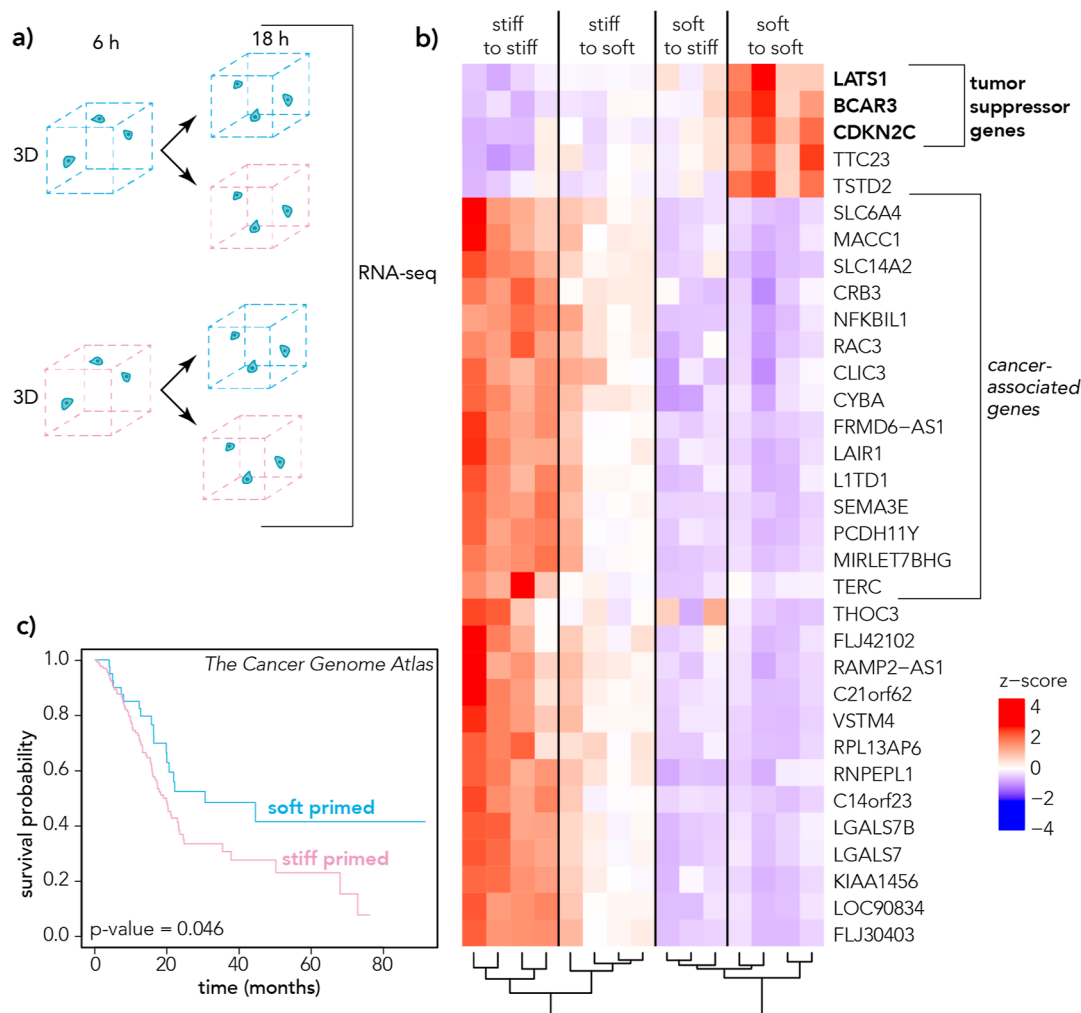 a)
6 h
18 h
3D
3D
RNA-seq
b)
stiff
to stiff
stiff
to soft
soft
to stiff
soft
to soft
LATS1
BCAR3
CDKN2C
TTC23
TSTD2
SLC6A4
MACC1
SLC14A2
CRB3
NFKBIL1
RAC3
CLIC3
CYBA
FRMD6−AS1
LAIR1
L1TD1
SEMA3E
PCDH11Y
MIRLET7BHG
TERC
THOC3
FLJ42102
RAMP2−AS1
C21orf62
VSTM4
RPL13AP6
RNPEPL1
C14orf23
LGALS7B
LGALS7
KIAA1456
LOC90834
FLJ30403
tumor
suppressor
genes
cancer-
associated
genes
z−score
4
2
0
−2
−4
c)
The Cancer Genome Atlas
survival probability
1.0
0.8
0.6
0.4
0.2
0.0
soft primed
stiff primed
p-value = 0.046
0
20
40
60
80
time (months)